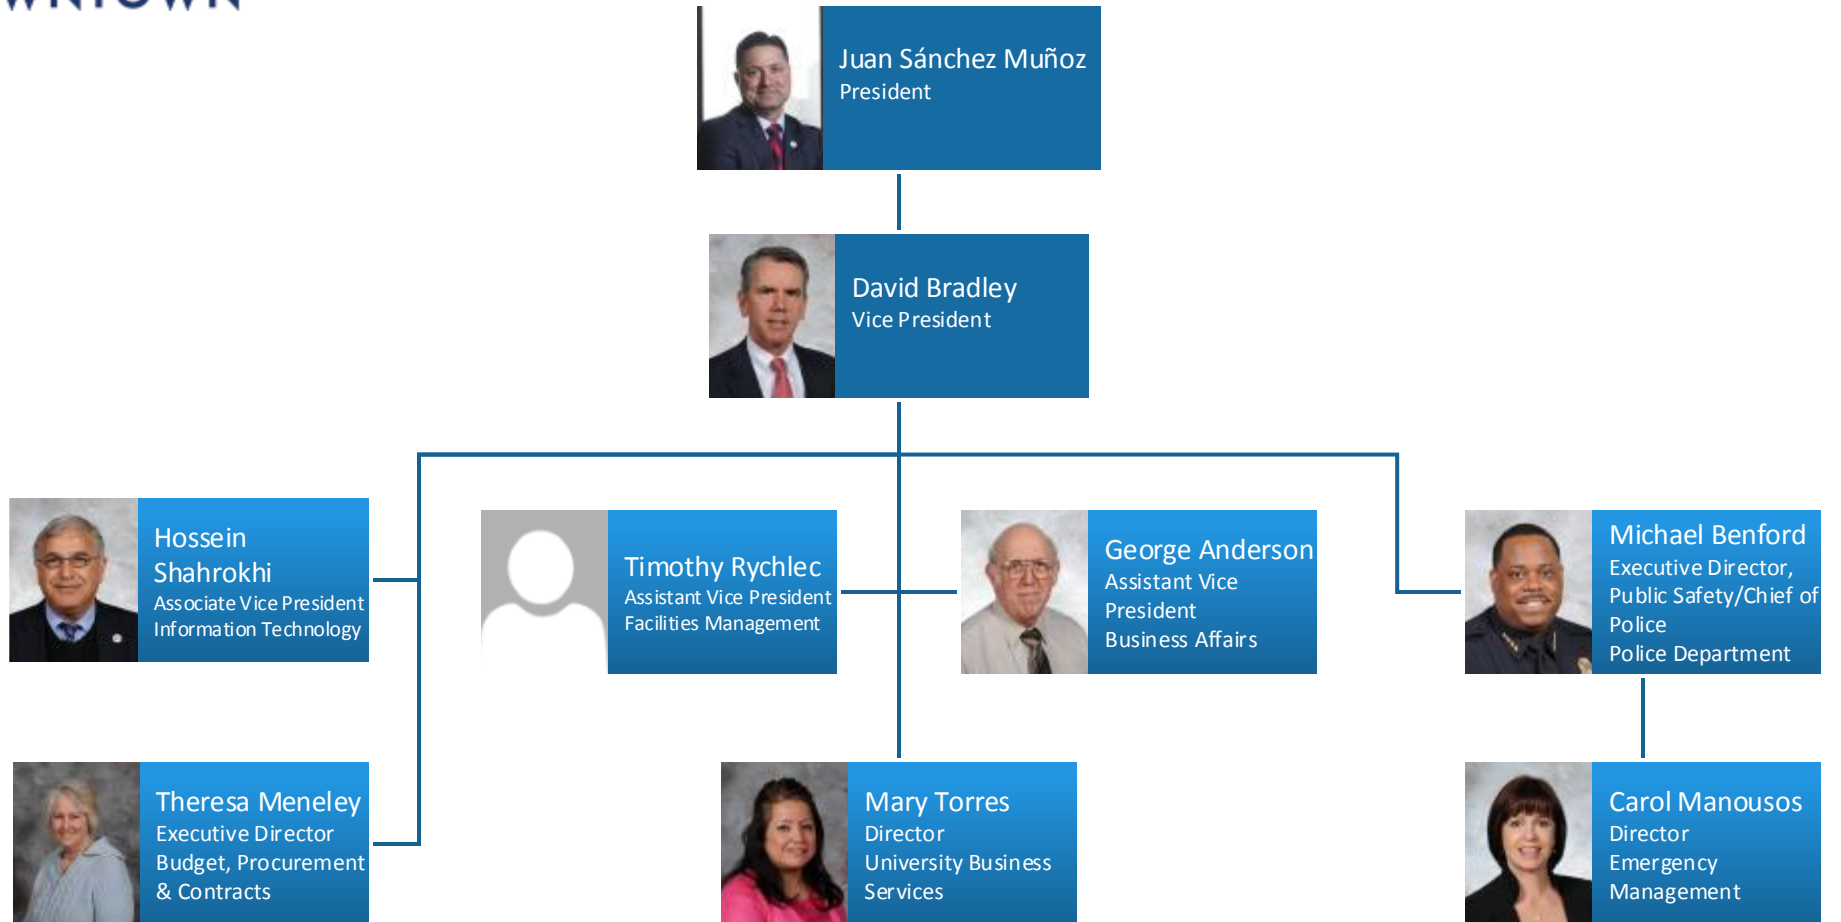 Juan Sánchez Muñoz
President
David Bradley
Vice President
Hossein
Shahrokhi
Associate Vice President
Information Technology
Timothy Rychlec
Assistant Vice President
Facilities Management
George Anderson
Assistant Vice
President
Business Affairs
Michael Benford
Executive Director,
Public Safety/Chief of
Police
Police Department
Theresa Meneley
Executive Director
Budget, Procurement
& Contracts
Mary Torres
Director
University Business
Services
Carol Manousos
Director
Emergency
Management